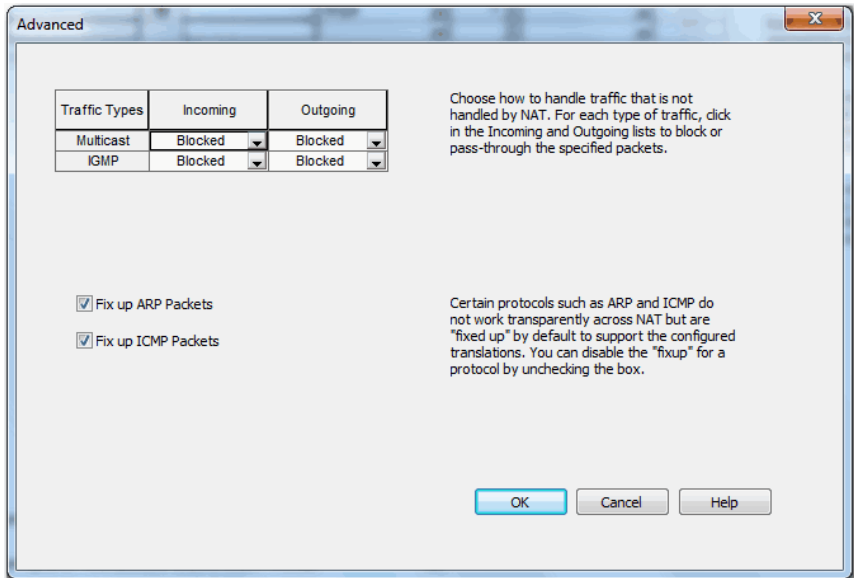 Advanced
Traffic Types Incoming Outgoing
Multicast Blocked Blocked
IGMP Blocked Blocked
Choose how to handle traffic that is not
handled by NAT. For each type of traffic, click
in the Incoming and Outgoing lists to block or
pass-through the specified packets.
Fix up ARP Packets
Fix up ICMP Packets
Certain protocols such as ARP and ICMP do
not work transparently across NAT but are
"fixed up" by default to support the configured
translations. You can disable the "fixup" for a
protocol by unchecking the box.
OK Cancel Help